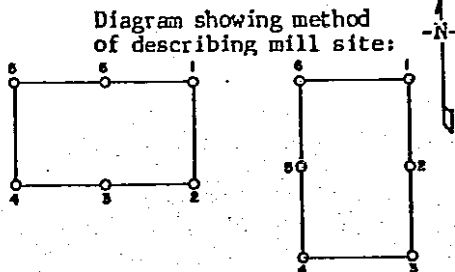 Diagram showing method
of describing mill site:
-N-
5 6 1
4 3 2
6 1
5 2
4 3